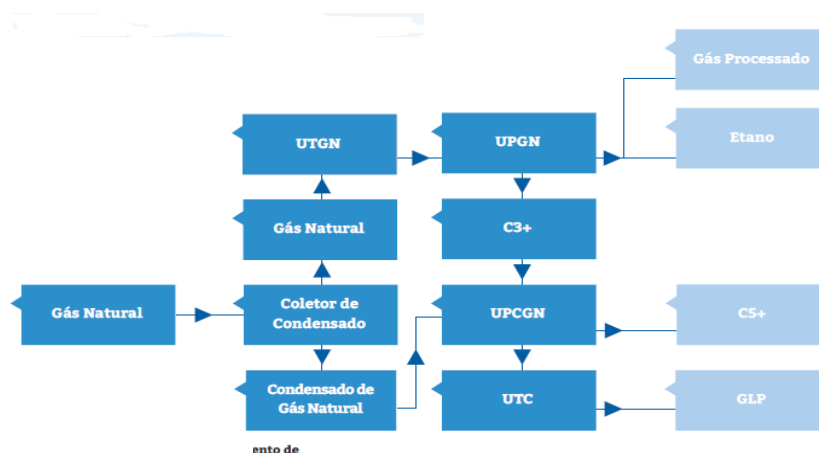 Gás Processado
UTGN
UPGN
Etano
Gás Natural
C3+
Gás Natural
Coletor de
Condensado
UPCGN
C5+
Condensado de
Gás Natural
UTC
GLP
ento de